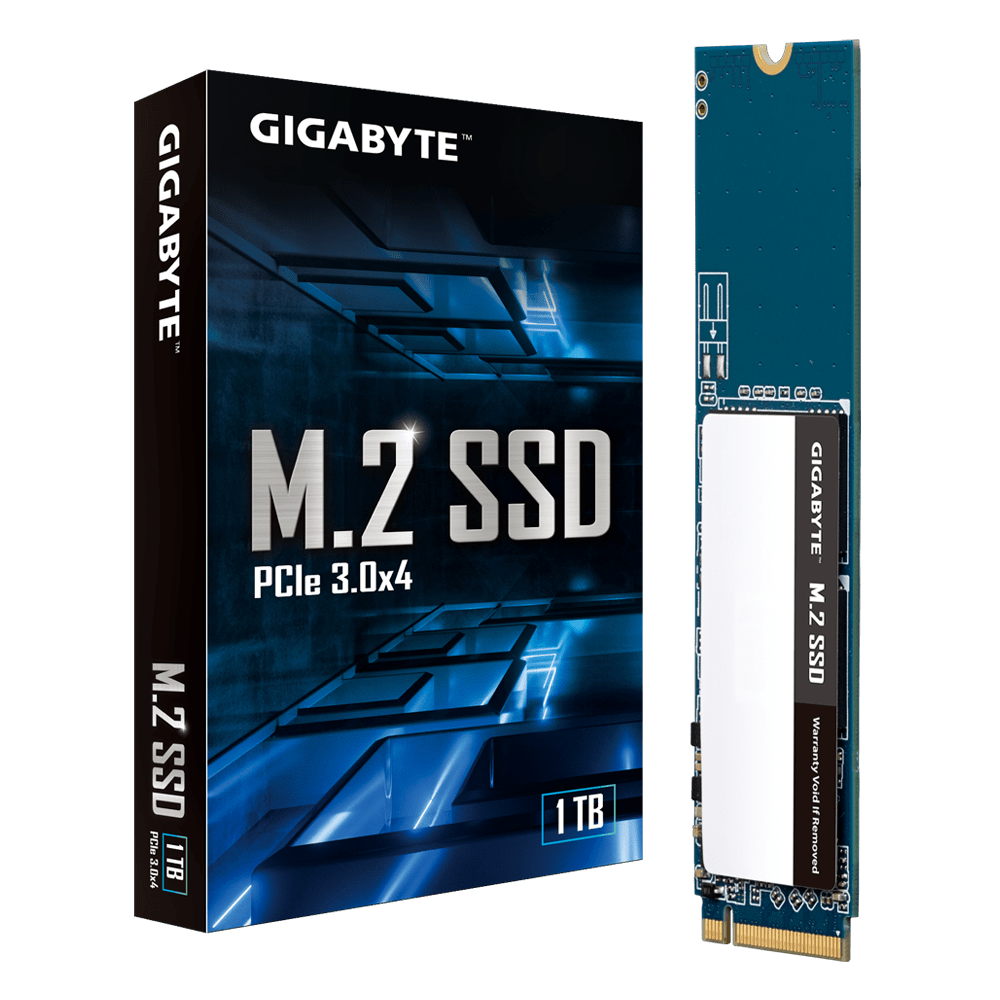 GIGABYTE™
M.2 SSD
1 TB
PCIe 3.0x4
GIGABYTE™
M.2 SSD
PCIe 3.0x4
1 TB
GIGABYTE™ M.2 SSD
Warranty Void If Removed